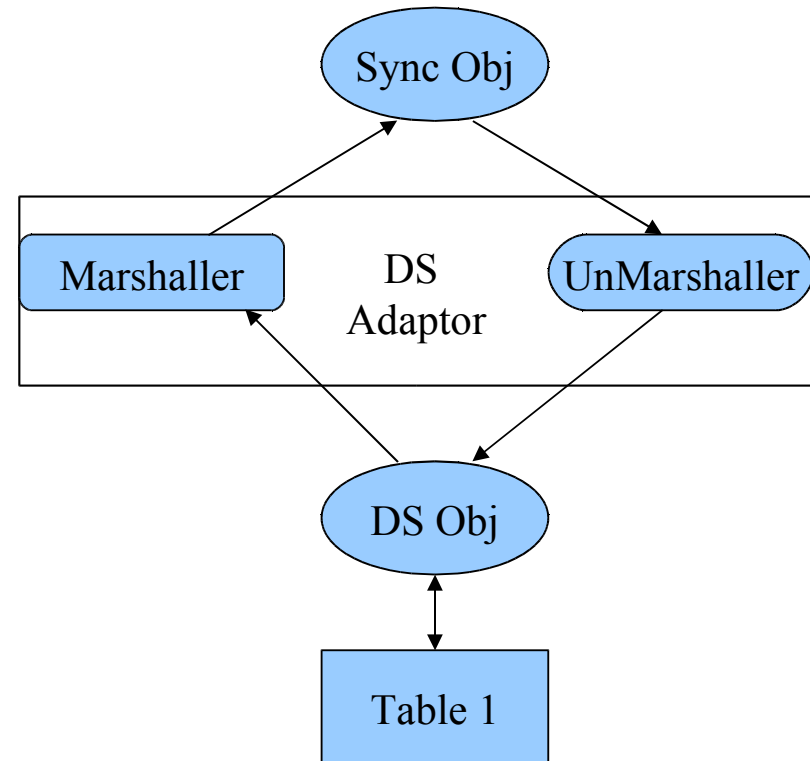 Sync Obj
Marshaller
DS
Adaptor
UnMarshaller
DS Obj
Table 1